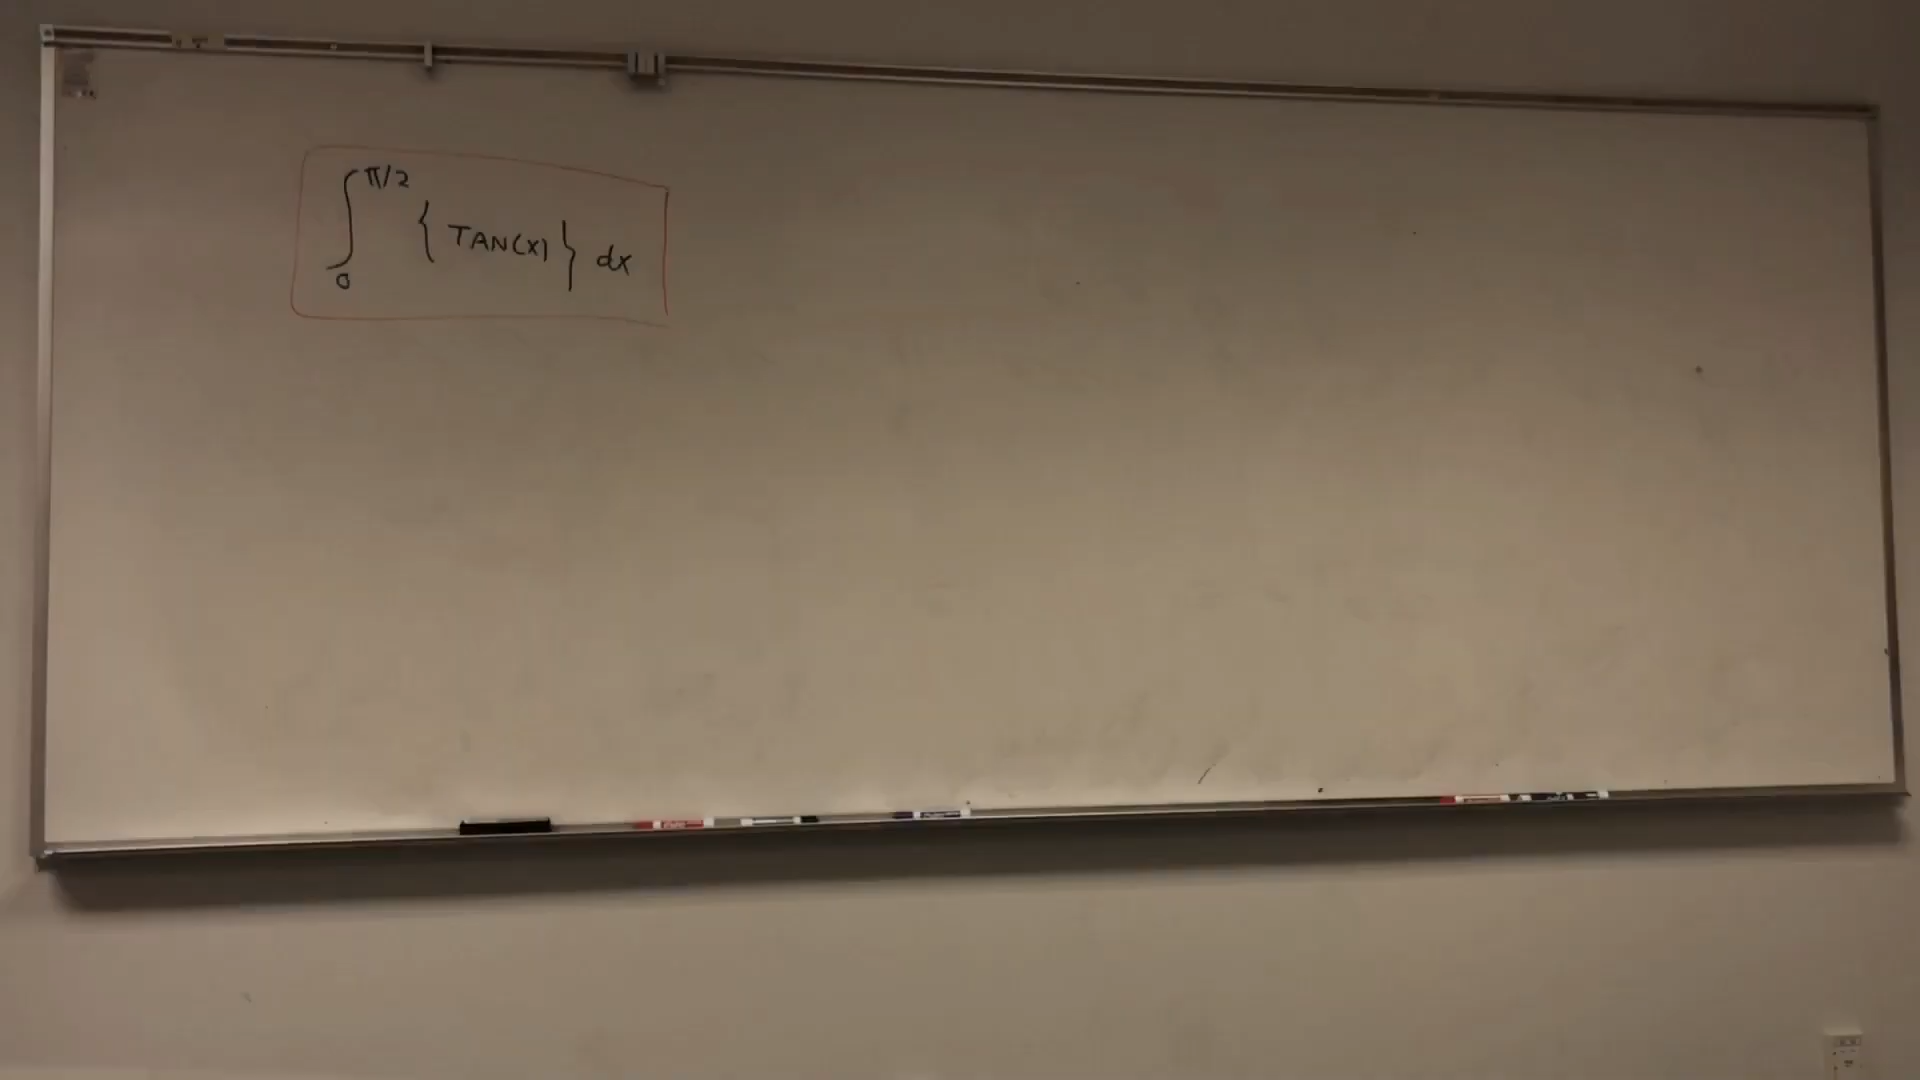 ∫₀^π/2 { TAN(X) } dx